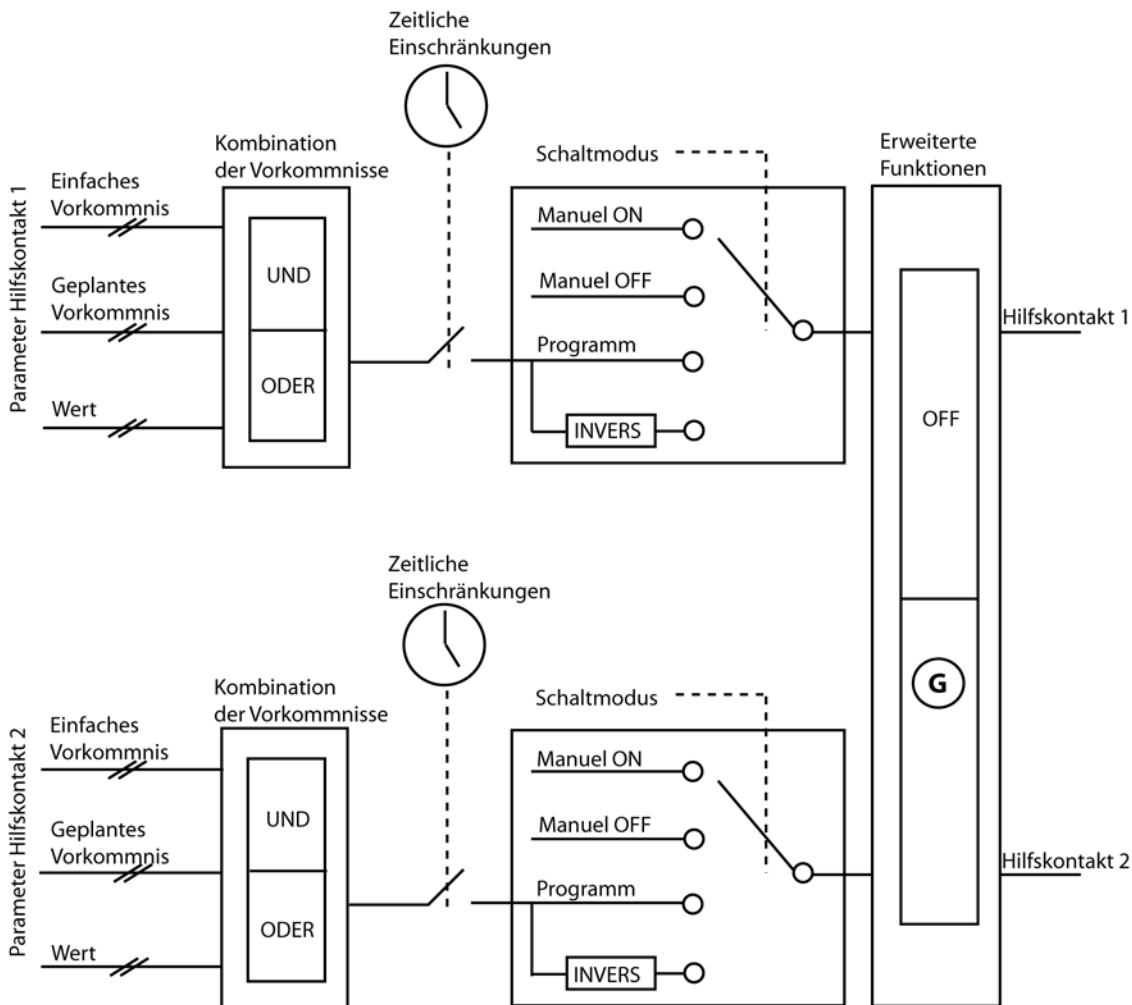 Zeitliche
Einschränkungen
Kombination
der Vorkommnisse
Schaltmodus
Erweiterte
Funktionen
Parameter Hilfskontakt 1
Einfaches
Vorkommnis
Geplantes
Vorkommnis
Wert
UND
ODER
Manuel ON
Manuel OFF
Programm
INVERS
OFF
Hilfskontakt 1
Zeitliche
Einschränkungen
Kombination
der Vorkommnisse
Schaltmodus
G
Parameter Hilfskontakt 2
Einfaches
Vorkommnis
Geplantes
Vorkommnis
Wert
UND
ODER
Manuel ON
Manuel OFF
Programm
INVERS
Hilfskontakt 2